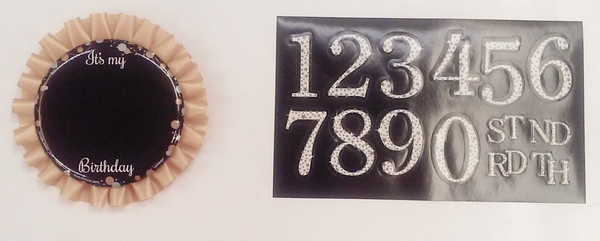 It's my
Birthday
123456
7890
ST ND
RD TH